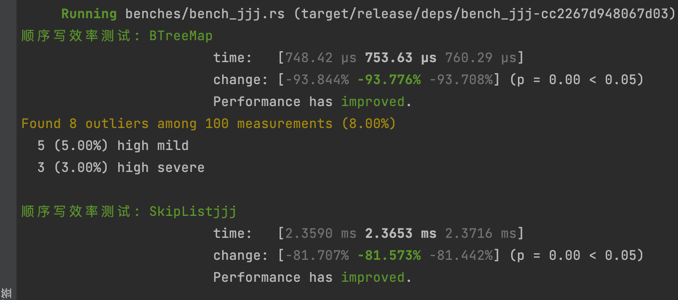 Running benches/bench_jjj.rs (target/release/deps/bench_jjj-cc2267d948067d03)
顺序写效率测试: BTreeMap
time: [748.42 µs 753.63 µs 760.29 µs]
change: [-93.844% -93.776% -93.708%] (p = 0.00 < 0.05)
Performance has improved.
Found 8 outliers among 100 measurements (8.00%)
5 (5.00%) high mild
3 (3.00%) high severe
顺序写效率测试: SkipListjjj
time: [2.3590 ms 2.3653 ms 2.3716 ms]
change: [-81.707% -81.573% -81.442%] (p = 0.00 < 0.05)
Performance has improved.